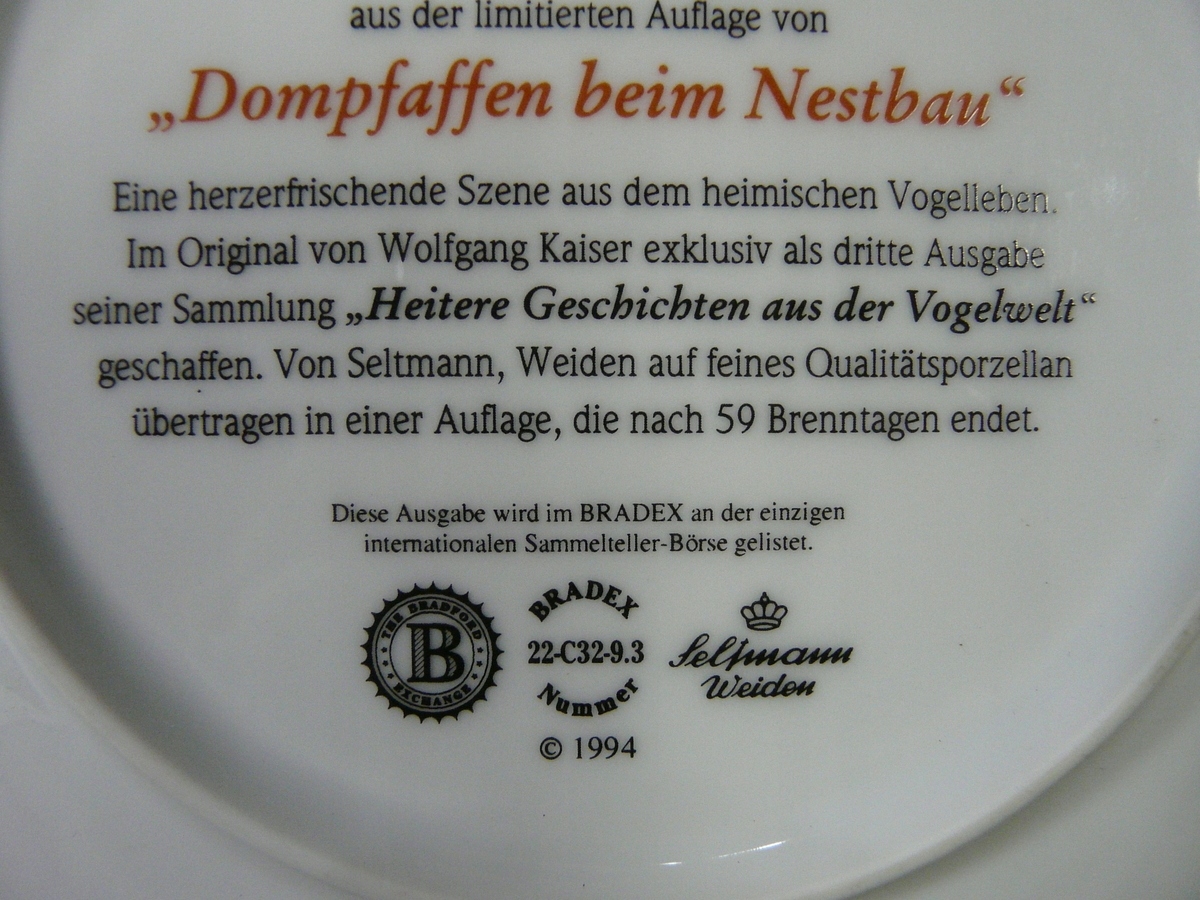 aus der limitierten Auflage von
„Dompfaffen beim Nestbau“
Eine herzerfrischende Szene aus dem heimischen Vogelleben.
Im Original von Wolfgang Kaiser exklusiv als dritte Ausgabe
seiner Sammlung „Heitere Geschichten aus der Vogelwelt“
geschaffen. Von Seltmann, Weiden auf feines Qualitätsporzellan
übertragen in einer Auflage, die nach 59 Brenntagen endet.
Diese Ausgabe wird im BRADEX an der einzigen
internationalen Sammelteller-Börse gelistet.
THE BRADFORD
B
EXCHANGE
BRADEX
22-C32-9.3
Nummer
Seltmann
Weiden
© 1994